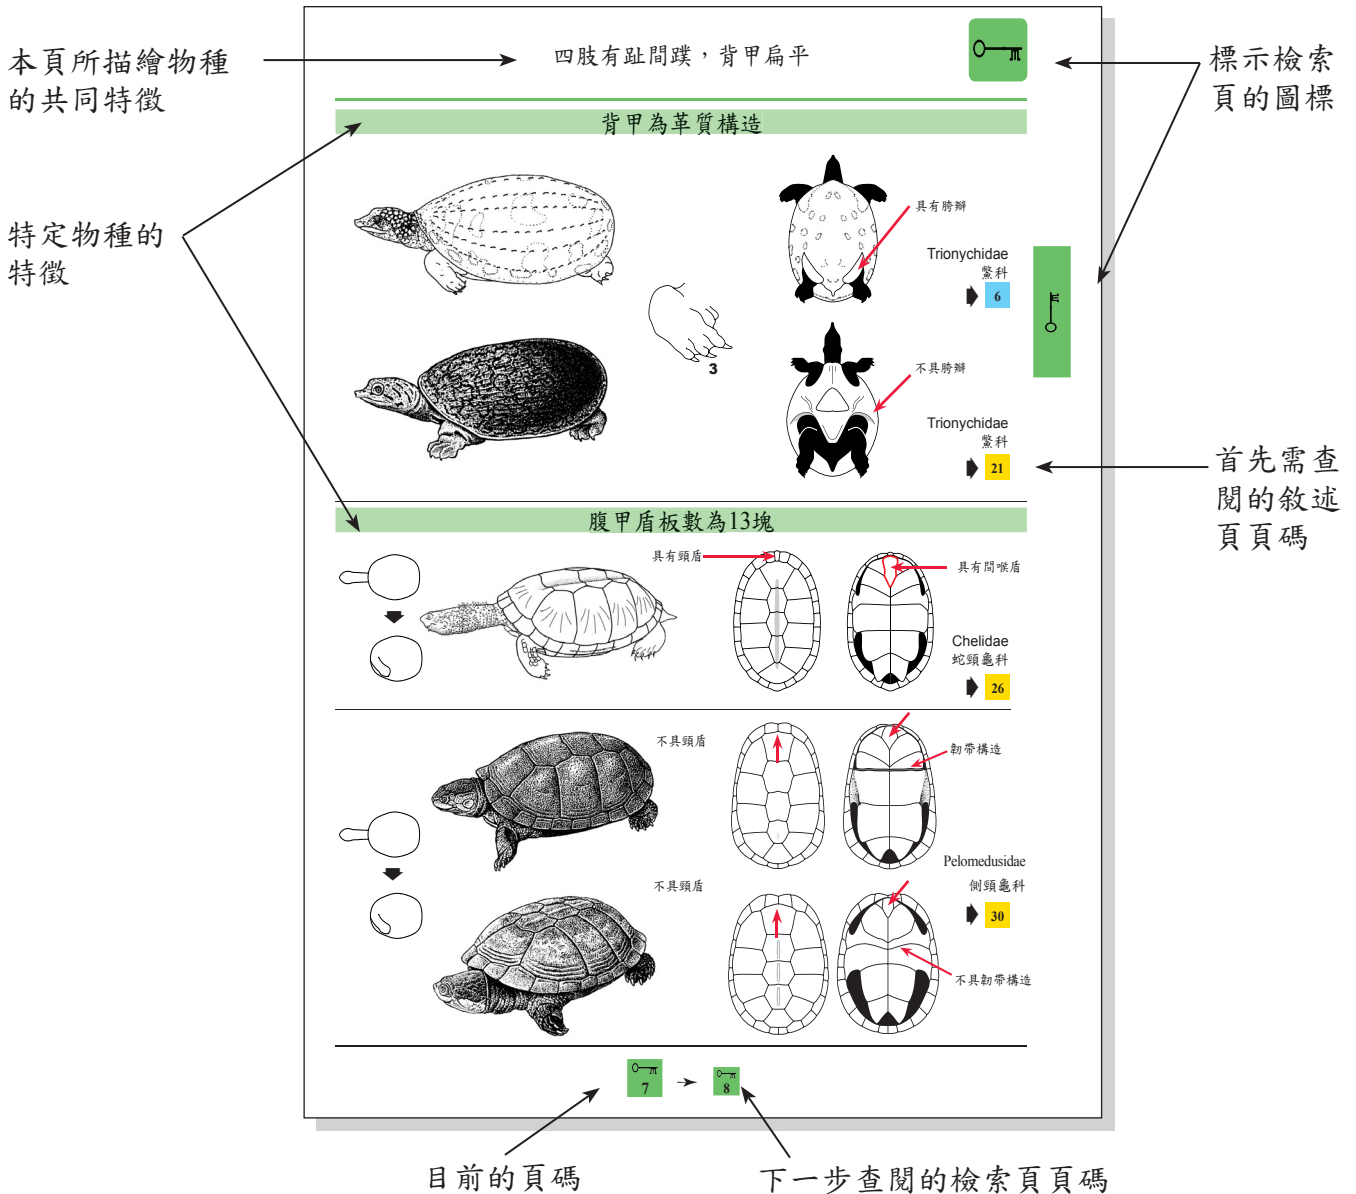 本頁所描繪物種
的共同特徵
四肢有趾間蹼，背甲扁平
標示檢索
頁的圖標
背甲為革質構造
特定物種的
特徵
具有胯瓣
Trionychidae
鱉科
6
3
不具胯瓣
Trionychidae
鱉科
21
首先需查
閱的敘述
頁頁碼
腹甲盾板數為13塊
具有頸盾
具有間喉盾
Chelidae
蛇頸龜科
26
不具頸盾
韌帶構造
Pelomedusidae
側頸龜科
30
不具頸盾
不具韌帶構造
7
8
目前的頁碼
下一步查閱的檢索頁頁碼